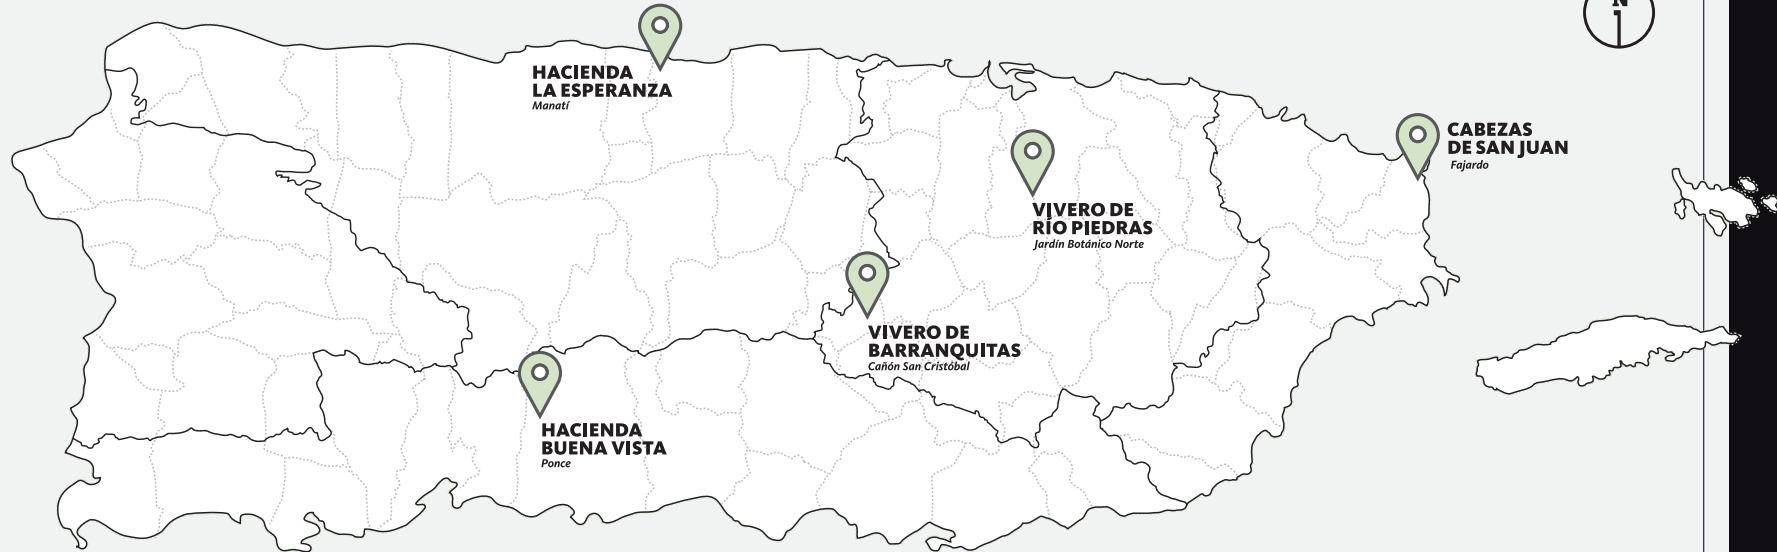 N
HACIENDA
LA ESPERANZA
Manatí
CABEZAS
DE SAN JUAN
Fajardo
VIVERO DE
RÍO PIEDRAS
Jardín Botánico Norte
VIVERO DE
BARRANQUITAS
Cañón San Cristóbal
HACIENDA
BUENA VISTA
Ponce